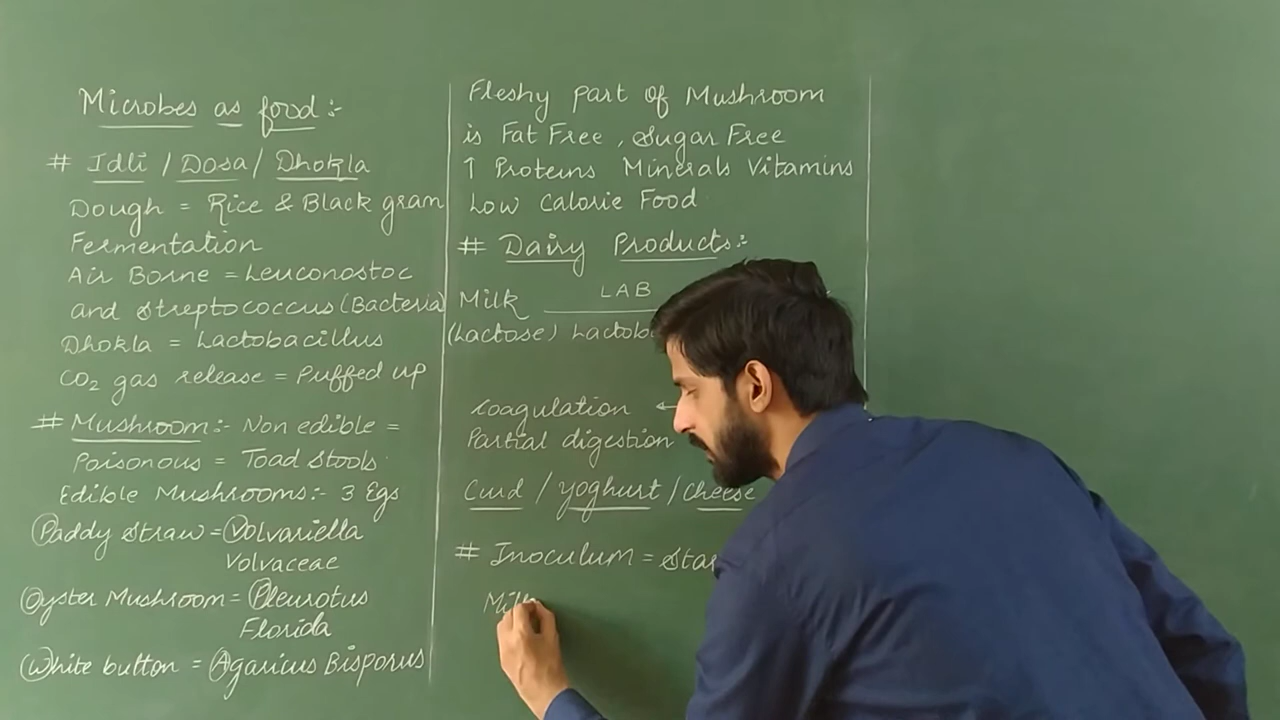 Microbes as food:-
# Idli / Dosa / Dhokla
Dough = Rice & Black gram
Fermentation
Air Borne = Leuconostoc
and Streptococcus (Bacteria)
Dhokla = Lactobacillus
CO2 gas release = Puffed up
# Mushroom:- Non edible =
Poisonous = Toad Stools
Edible Mushrooms:- 3 Egs
Paddy Straw = Volvariella
Volvaceae
Oyster Mushroom = Pleurotus
Florida
White button = Agaricus Bisporus
Fleshy Part of Mushroom
is Fat Free, Sugar Free
↑ Proteins Minerals Vitamins
Low Calorie Food
# Dairy Products:-
Milk LAB
(Lactose)
Coagulation ←
Partial digestion
Curd / Yoghurt / Cheese
# Inoculum =